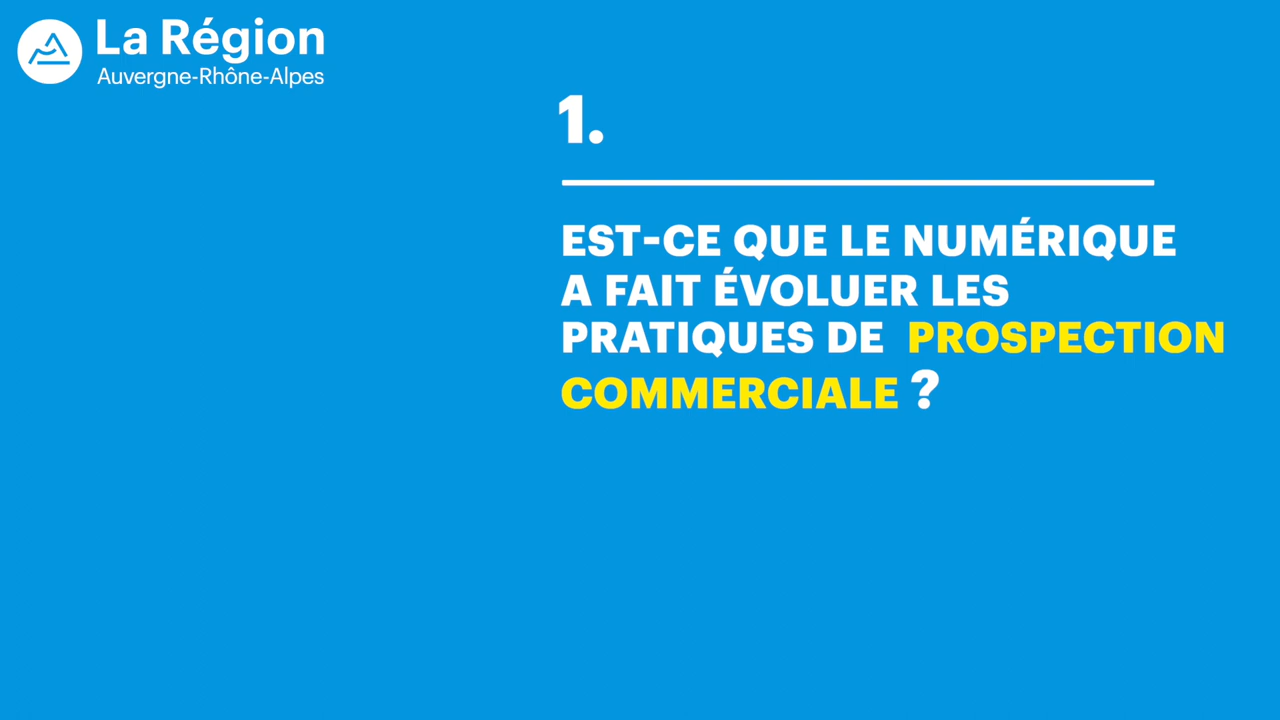 La Région
Auvergne-Rhône-Alpes
1.
EST-CE QUE LE NUMÉRIQUE
A FAIT ÉVOLUER LES
PRATIQUES DE PROSPECTION
COMMERCIALE ?